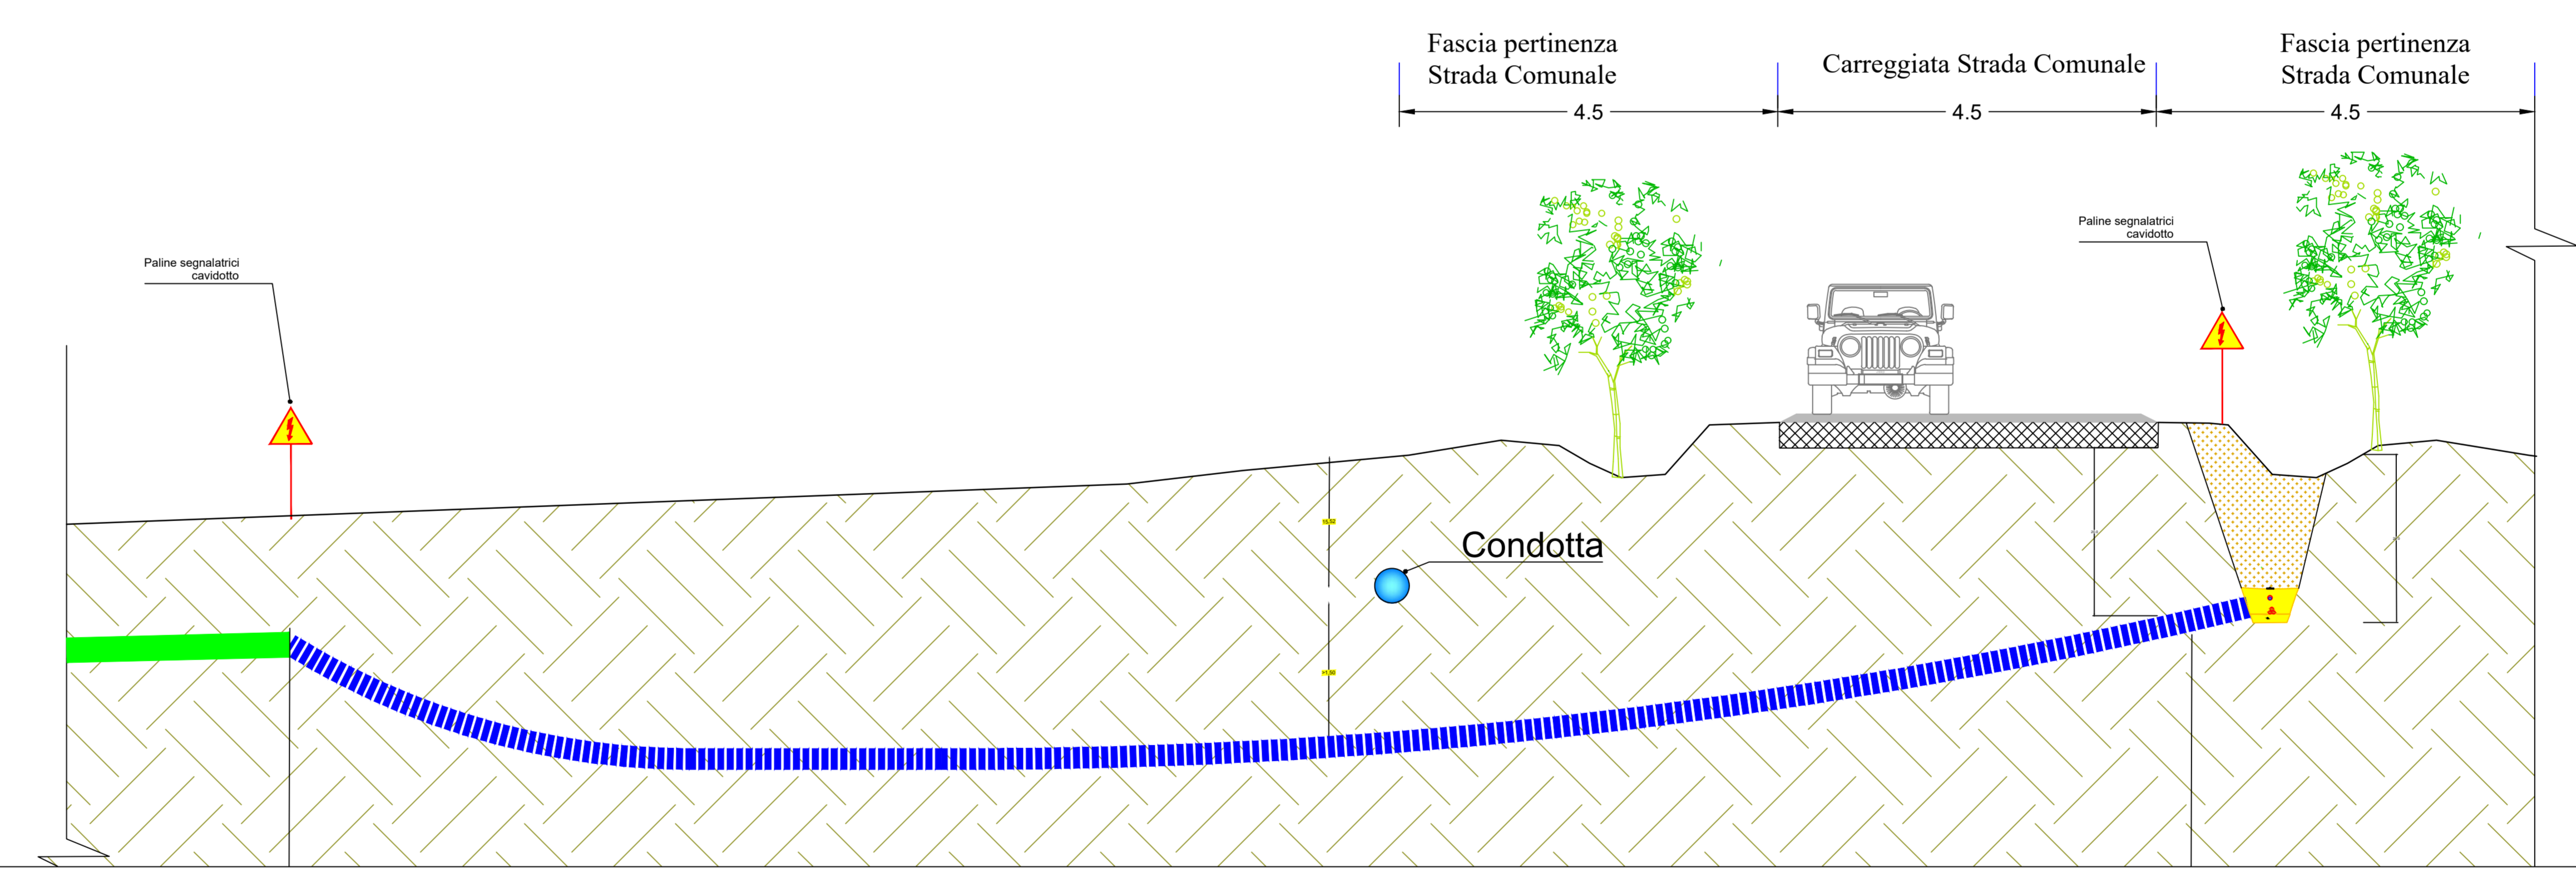 Fascia pertinenza
Strada Comunale
Carreggiata Strada Comunale
Fascia pertinenza
Strada Comunale
4.5
4.5
4.5
Paline segnalatrici
cavidotto
Paline segnalatrici
cavidotto
Condotta